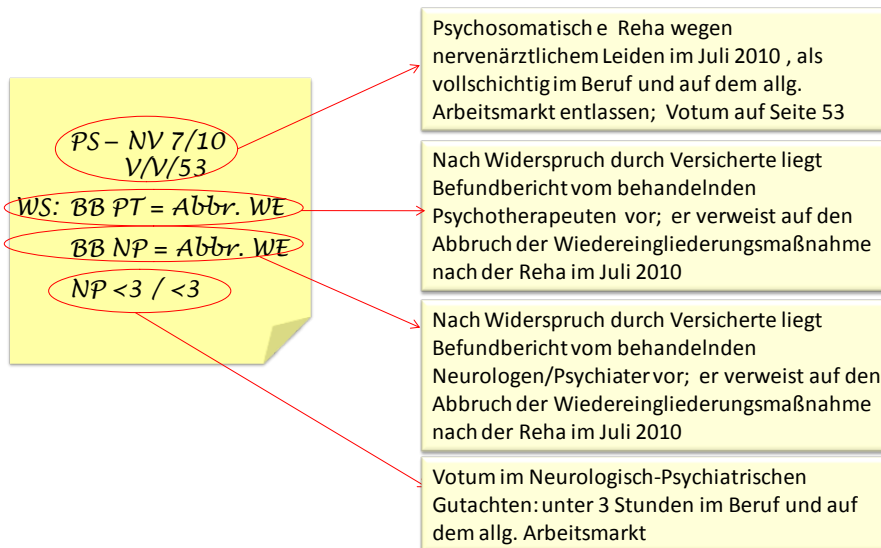 PS – NV 7/10
V/V/53
WS: BB PT = Abbr. WE
BB NP = Abbr. WE
NP <3 / <3
Psychosomatisch e Reha wegen
nervenärztlichem Leiden im Juli 2010 , als
vollschichtig im Beruf und auf dem allg.
Arbeitsmarkt entlassen; Votum auf Seite 53
Nach Widerspruch durch Versicherte liegt
Befundbericht vom behandelnden
Psychotherapeuten vor; er verweist auf den
Abbruch der Wiedereingliederungsmaßnahme
nach der Reha im Juli 2010
Nach Widerspruch durch Versicherte liegt
Befundbericht vom behandelnden
Neurologen/Psychiater vor; er verweist auf den
Abbruch der Wiedereingliederungsmaßnahme
nach der Reha im Juli 2010
Votum im Neurologisch-Psychiatrischen
Gutachten: unter 3 Stunden im Beruf und auf
dem allg. Arbeitsmarkt